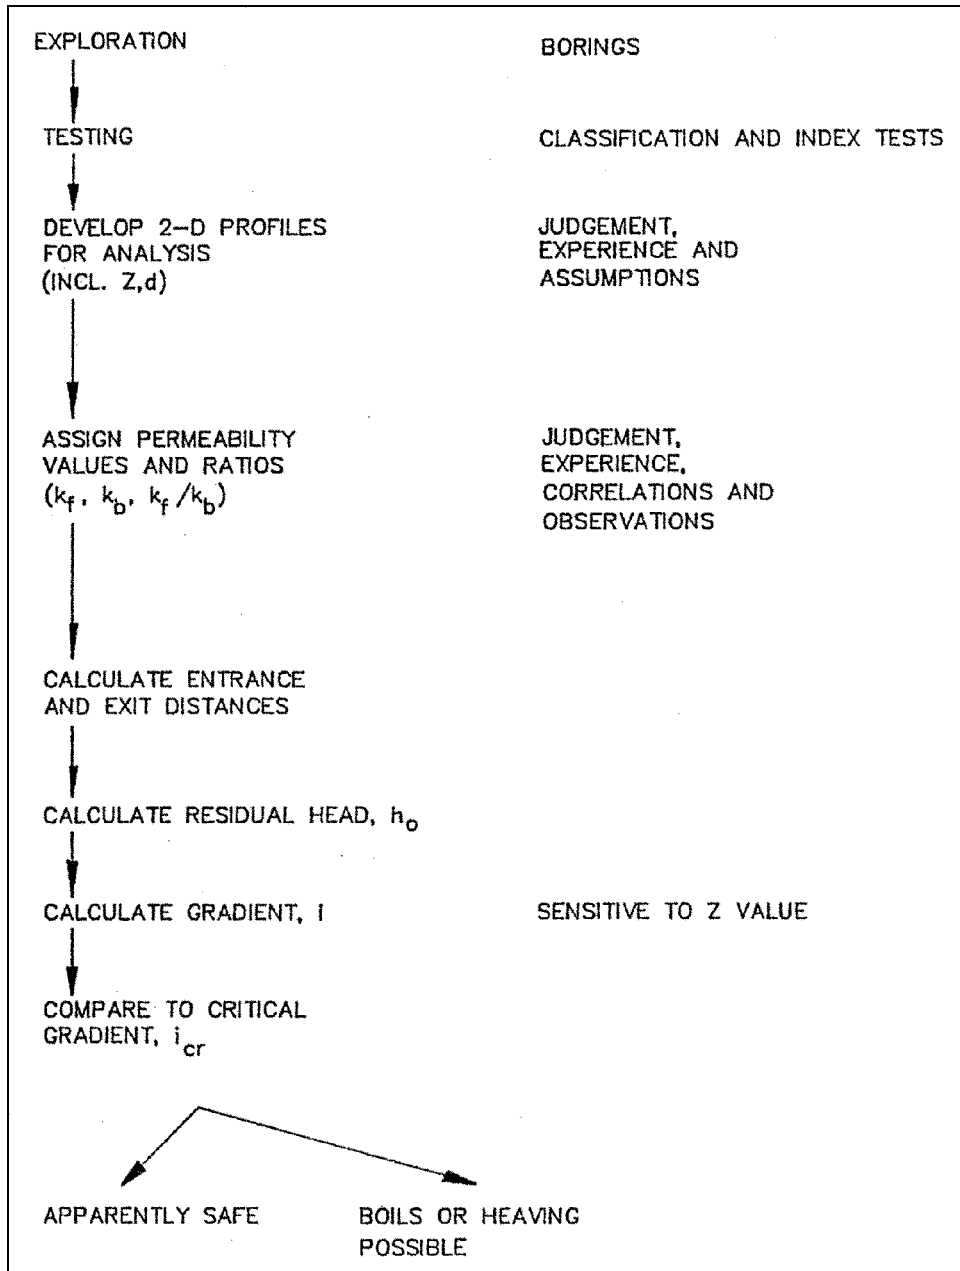 EXPLORATION
BORINGS
TESTING
CLASSIFICATION AND INDEX TESTS
DEVELOP 2-D PROFILES
FOR ANALYSIS
(INCL. Z,d)
JUDGEMENT,
EXPERIENCE AND
ASSUMPTIONS
ASSIGN PERMEABILITY
VALUES AND RATIOS
(kf, kb, kf/kb)
JUDGEMENT,
EXPERIENCE,
CORRELATIONS AND
OBSERVATIONS
CALCULATE ENTRANCE
AND EXIT DISTANCES
CALCULATE RESIDUAL HEAD, ho
CALCULATE GRADIENT, i
SENSITIVE TO Z VALUE
COMPARE TO CRITICAL
GRADIENT, icr
APPARENTLY SAFE
BOILS OR HEAVING
POSSIBLE